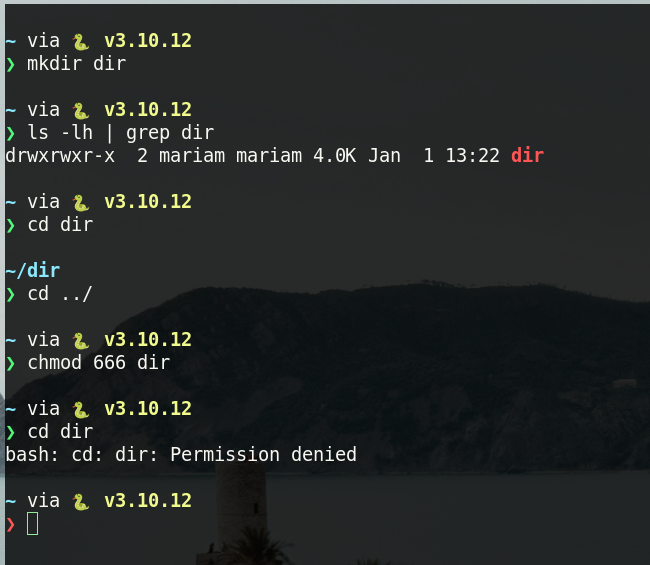 ~ via 🐍 v3.10.12
❯ mkdir dir
~ via 🐍 v3.10.12
❯ ls -lh | grep dir
drwxrwxr-x  2 mariam mariam 4.0K Jan  1 13:22 dir
~ via 🐍 v3.10.12
❯ cd dir
~/dir
❯ cd ../
~ via 🐍 v3.10.12
❯ chmod 666 dir
~ via 🐍 v3.10.12
❯ cd dir
bash: cd: dir: Permission denied
~ via 🐍 v3.10.12
❯